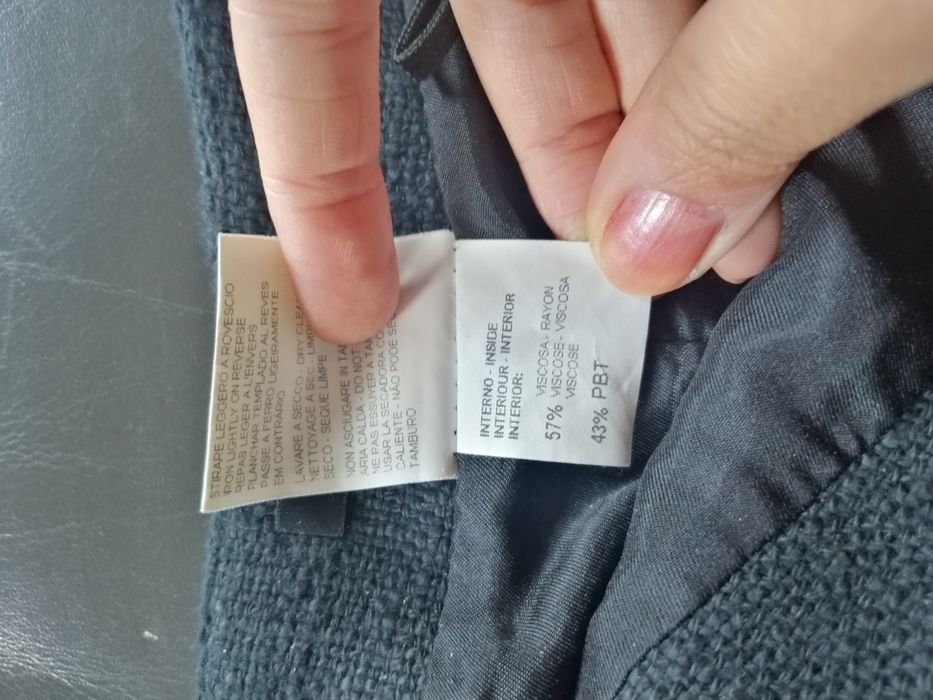 STIRARE LEGGERO A ROVESCIO
IRON LIGHTLY ON REVERSE
REPAS.LEGER A L'ENVERS
PLANCHAR TEMPLADO AL REVES
PASSE A FERRO LIGEIRAMENTE
EM CONTRARIO
LAVARE A SECCO - DRY CLEA
NETTOYAGE A SEC - LIMP
SECO - SEQUE LIMPE
NON ASCIUGARE IN TA
ARIA CALDA - DO NOT
NE PAS ESSUYER A TAM
USAR LA SECADORA CO
CALIENTE - NÃO PODE SE
TAMBURO.
INTERNO - INSIDE
INTERIOUR - INTERIOR
INTERIOR:
VISCOSA - RAYON
57% VISCOSE - VISCOSA
VISCOSE
43% PBT